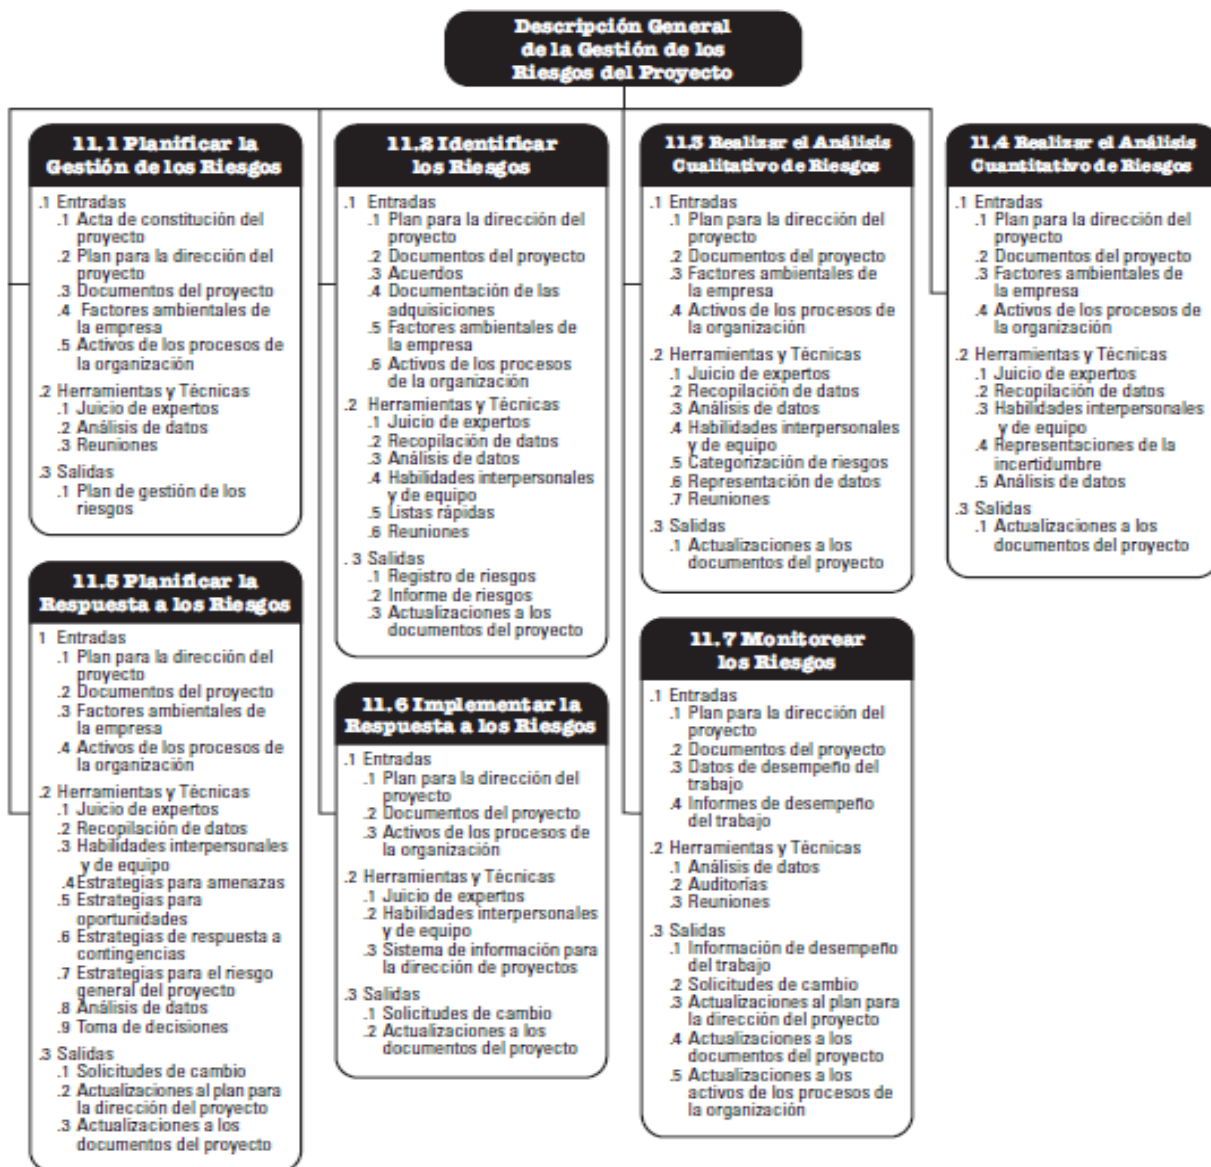 Descripción General
de la Gestión de los
Riesgos del Proyecto
11.1 Planificar la
Gestión de los Riesgos
.1 Entradas
.1 Acta de constitución del
proyecto
.2 Plan para la dirección del
proyecto
.3 Documentos del proyecto
.4 Factores ambientales de
la empresa
.5 Activos de los procesos de
la organización
.2 Herramientas y Técnicas
.1 Juicio de expertos
.2 Análisis de datos
.3 Reuniones
.3 Salidas
.1 Plan de gestión de los
riesgos
11.2 Identificar
los Riesgos
.1 Entradas
.1 Plan para la dirección del
proyecto
.2 Documentos del proyecto
.3 Acuerdos
.4 Documentación de las
adquisiciones
.5 Factores ambientales de
la empresa
.6 Activos de los procesos
de la organización
.2 Herramientas y Técnicas
.1 Juicio de expertos
.2 Recopilación de datos
.3 Análisis de datos
.4 Habilidades interpersonales
y de equipo
.5 Listas rápidas
.6 Reuniones
.3 Salidas
.1 Registro de riesgos
.2 Informe de riesgos
.3 Actualizaciones a los
documentos del proyecto
11.3 Realizar el Análisis
Cualitativo de Riesgos
.1 Entradas
.1 Plan para la dirección del
proyecto
.2 Documentos del proyecto
.3 Factores ambientales de
la empresa
.4 Activos de los procesos de
la organización
.2 Herramientas y Técnicas
.1 Juicio de expertos
.2 Recopilación de datos
.3 Análisis de datos
.4 Habilidades interpersonales
y de equipo
.5 Categorización de riesgos
.6 Representación de datos
.7 Reuniones
.3 Salidas
.1 Actualizaciones a los
documentos del proyecto
11.4 Realizar el Análisis
Cuantitativo de Riesgos
.1 Entradas
.1 Plan para la dirección del
proyecto
.2 Documentos del proyecto
.3 Factores ambientales de
la empresa
.4 Activos de los procesos de
la organización
.2 Herramientas y Técnicas
.1 Juicio de expertos
.2 Recopilación de datos
.3 Habilidades interpersonales
y de equipo
.4 Representaciones de la
incertidumbre
.5 Análisis de datos
.3 Salidas
.1 Actualizaciones a los
documentos del proyecto
11.5 Planificar la
Respuesta a los Riesgos
1 Entradas
.1 Plan para la dirección del
proyecto
.2 Documentos del proyecto
.3 Factores ambientales de
la empresa
.4 Activos de los procesos de
la organización
.2 Herramientas y Técnicas
.1 Juicio de expertos
.2 Recopilación de datos
.3 Habilidades interpersonales
y de equipo
.4 Estrategias para amenazas
.5 Estrategias para
oportunidades
.6 Estrategias de respuesta a
contingencias
.7 Estrategias para el riesgo
general del proyecto
.8 Análisis de datos
.9 Toma de decisiones
.3 Salidas
.1 Solicitudes de cambio
.2 Actualizaciones al plan para
la dirección del proyecto
.3 Actualizaciones a los
documentos del proyecto
11.6 Implementar la
Respuesta a los Riesgos
.1 Entradas
.1 Plan para la dirección del
proyecto
.2 Documentos del proyecto
.3 Activos de los procesos de
la organización
.2 Herramientas y Técnicas
.1 Juicio de expertos
.2 Habilidades interpersonales
y de equipo
.3 Sistema de información para
la dirección de proyectos
.3 Salidas
.1 Solicitudes de cambio
.2 Actualizaciones a los
documentos del proyecto
11.7 Monitorear
los Riesgos
.1 Entradas
.1 Plan para la dirección del
proyecto
.2 Documentos del proyecto
.3 Datos de desempeño del
trabajo
.4 Informes de desempeño
del trabajo
.2 Herramientas y Técnicas
.1 Análisis de datos
.2 Auditorías
.3 Reuniones
.3 Salidas
.1 Información de desempeño
del trabajo
.2 Solicitudes de cambio
.3 Actualizaciones al plan para
la dirección del proyecto
.4 Actualizaciones a los
documentos del proyecto
.5 Actualizaciones a los
activos de los procesos de
la organización